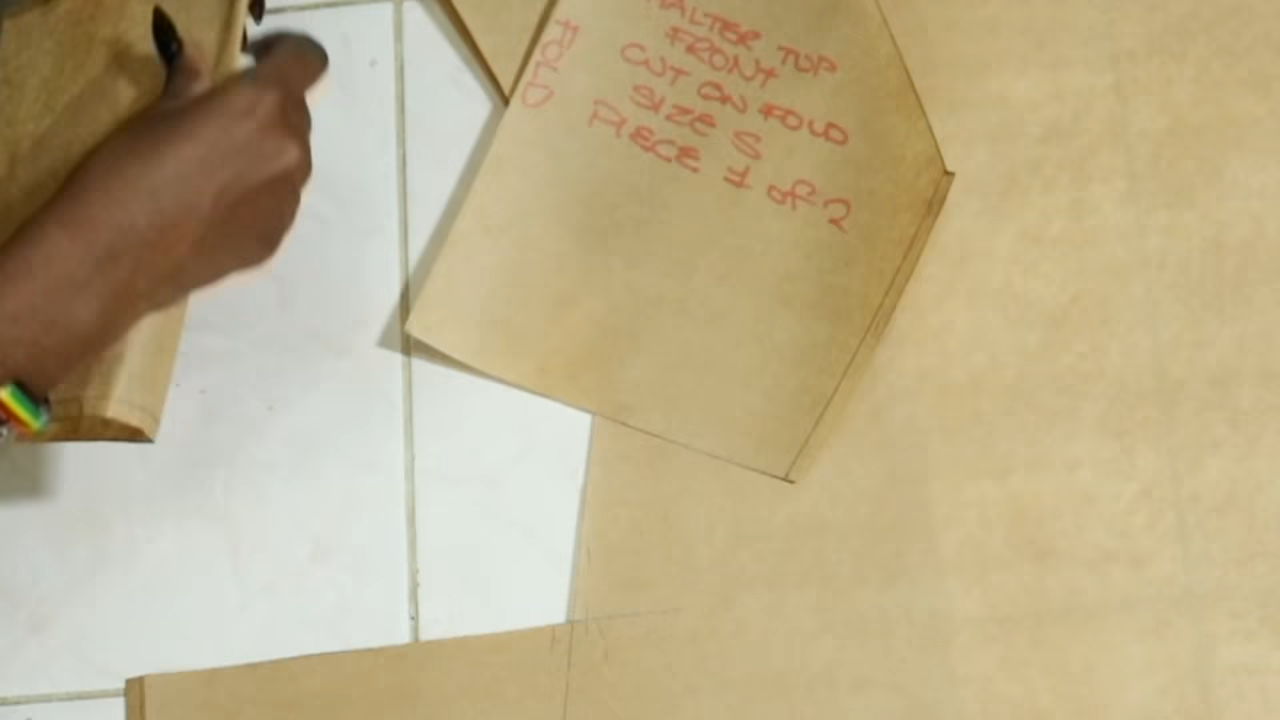 HALTER TOP
FRONT
CUT ON FOLD
SIZE S
PIECE 1 of 2
FOLD